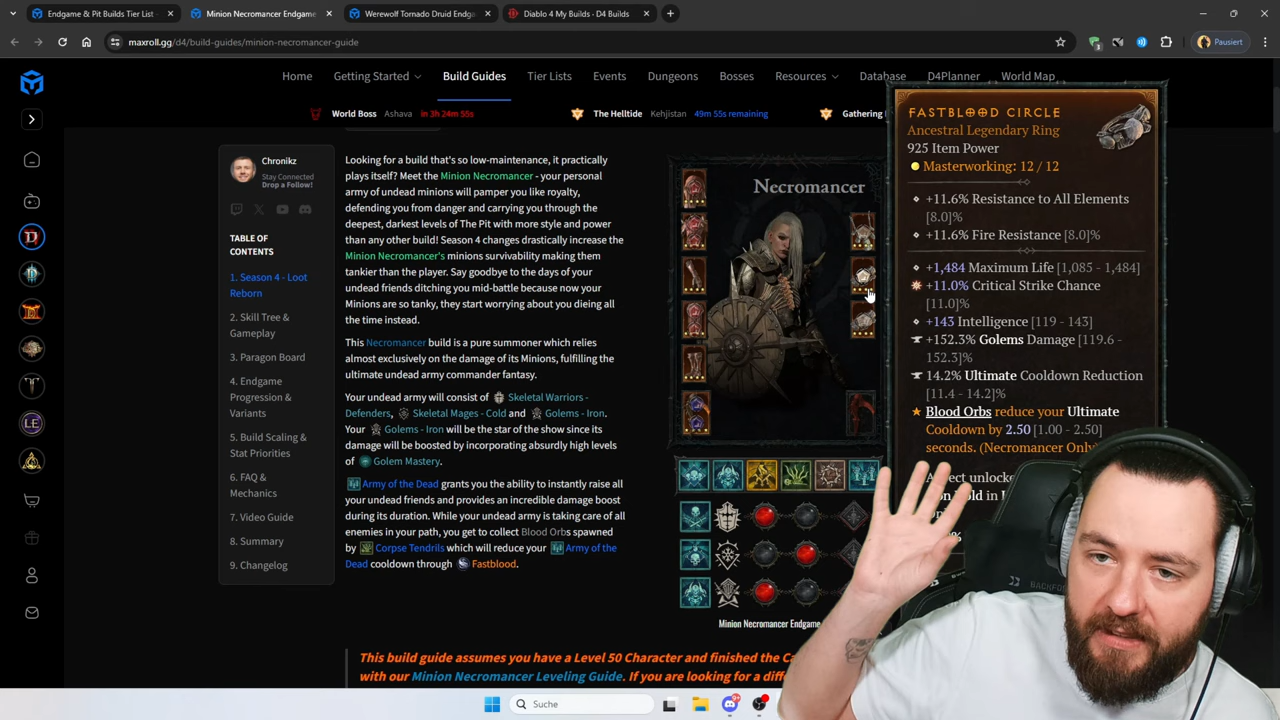 Endgame & Pit Builds Tier List
Minion Necromancer Endgame
Werewolf Tornado Druid Endg
Diablo 4 My Builds - D4 Builds
maxroll.gg/d4/build-guides/minion-necromancer-guide
Pausiert
Home
Getting Started
Build Guides
Tier Lists
Events
Dungeons
Bosses
Resources
Database
D4Planner
World Map
World Boss Ashava in 3h 24m 55s
The Helltide Kehjistan 49m 55s remaining
Gathering
Chronikz
Stay Connected
Drop a Follow!
TABLE OF
CONTENTS
1. Season 4 - Loot
Reborn
2. Skill Tree &
Gameplay
3. Paragon Board
4. Endgame
Progression &
Variants
5. Build Scaling &
Stat Priorities
6. FAQ &
Mechanics
7. Video Guide
8. Summary
9. Changelog
Looking for a build that's so low-maintenance, it practically
plays itself? Meet the Minion Necromancer - your personal
army of undead minions will pamper you like royalty,
defending you from danger and carrying you through the
deepest, darkest levels of The Pit with more style and power
than any other build! Season 4 changes drastically increase the
Minion Necromancer's minions survivability making them
tankier than the player. Say goodbye to the days of your
undead friends ditching you mid-battle because now your
Minions are so tanky, they start worrying about you dieing all
the time instead.
This Necromancer build is a pure summoner which relies
almost exclusively on the damage of its Minions, fulfilling the
ultimate undead army commander fantasy.
Your undead army will consist of Skeletal Warriors -
Defenders, Skeletal Mages - Cold and Golems - Iron.
Your Golems - Iron will be the star of the show since its
damage will be boosted by incorporating absurdly high levels
of Golem Mastery.
Army of the Dead grants you the ability to instantly raise all
your undead friends and provides an incredible damage boost
during its duration. While your undead army is taking care of all
enemies in your path, you get to collect Blood Orbs spawned
by Corpse Tendrils which will reduce your Army of the
Dead cooldown through Fastblood.
Necromancer
Minion Necromancer Endgame
FASTBLOOD CIRCLE
Ancestral Legendary Ring
925 Item Power
Masterworking: 12 / 12
+11.6% Resistance to All Elements
[8.0]%
+11.6% Fire Resistance [8.0]%
+1,484 Maximum Life [1,085 - 1,484]
+11.0% Critical Strike Chance
[11.0]%
+143 Intelligence [119 - 143]
+152.3% Golems Damage [119.6 -
152.3]%
14.2% Ultimate Cooldown Reduction
[11.4 - 14.2]%
Blood Orbs reduce your Ultimate
Cooldown by 2.50 [1.00 - 2.50]
seconds. (Necromancer Only)
This build guide assumes you have a Level 50 Character and finished the
with our Minion Necromancer Leveling Guide. If you are looking for a
Suche